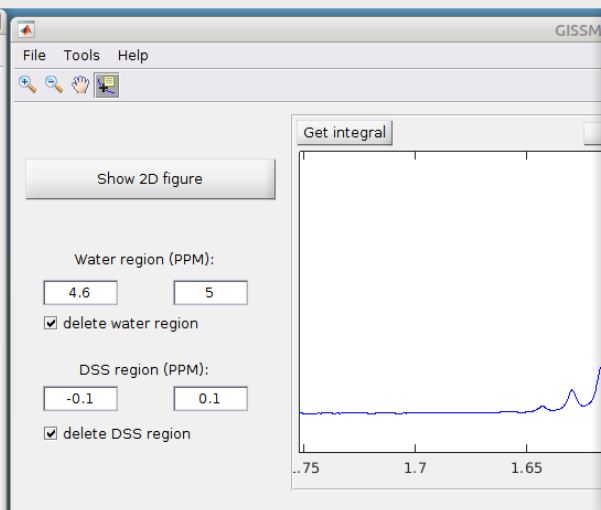 GISSM
File Tools Help
Get integral
Show 2D figure
Water region (PPM):
4.6 5
delete water region
DSS region (PPM):
-0.1 0.1
delete DSS region
.75 1.7 1.65